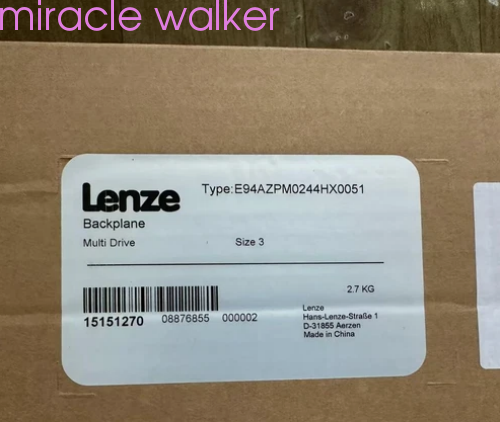 miracle walker
Lenze
Type:E94AZPM0244HX0051
Backplane
Multi Drive Size 3
2.7 KG
15151270 08876855 000002
Lenze
Hans-Lenze-Straße 1
D-31855 Aerzen
Made in China